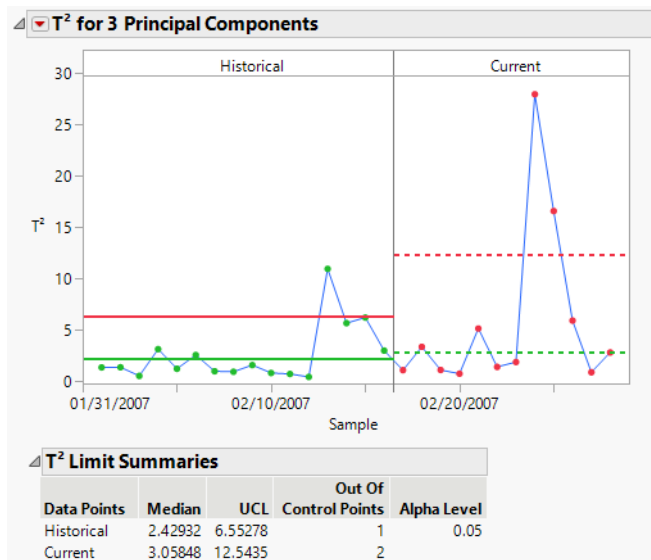 T² for 3 Principal Components
Historical Current
30
25
20
T² 15
10
5
0
01/31/2007 02/10/2007 02/20/2007
Sample
T² Limit Summaries
Out Of
Data Points Median UCL Control Points Alpha Level
Historical 2.42932 6.55278 1 0.05
Current 3.05848 12.5435 2